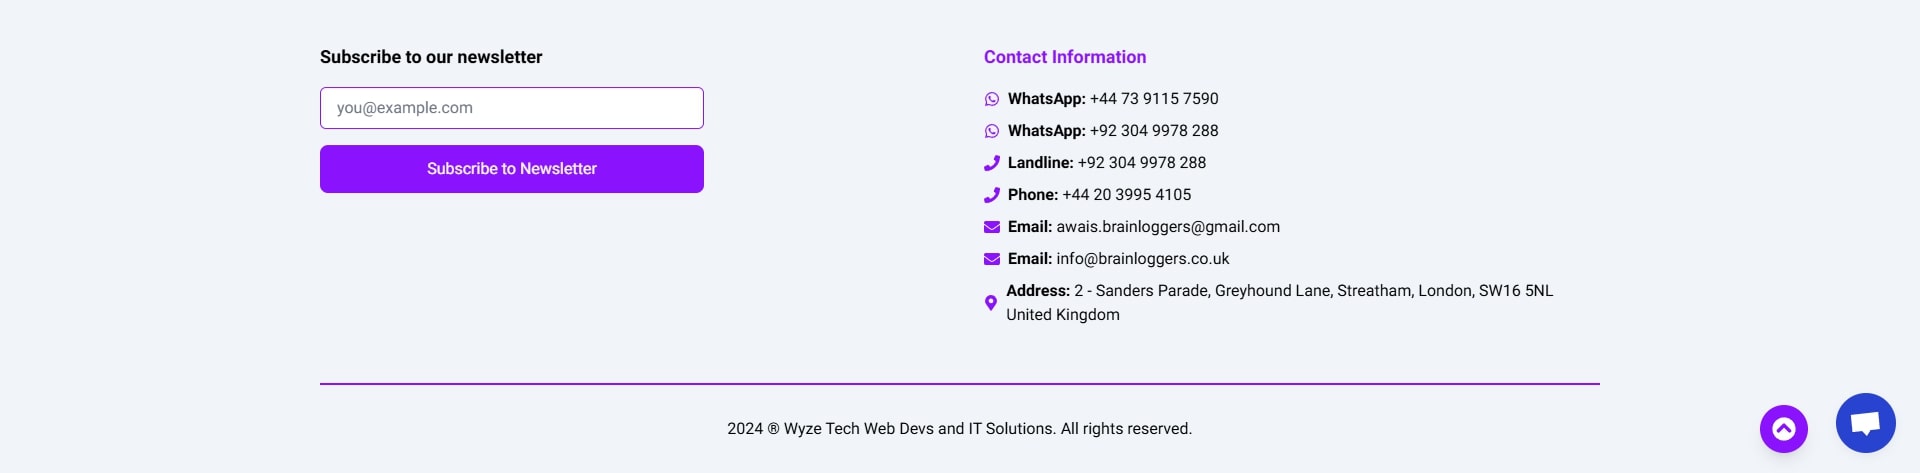 Subscribe to our newsletter
you@example.com
Subscribe to Newsletter
Contact Information
WhatsApp: +44 73 9115 7590
WhatsApp: +92 304 9978 288
Landline: +92 304 9978 288
Phone: +44 20 3995 4105
Email: awais.brainloggers@gmail.com
Email: info@brainloggers.co.uk
Address: 2 - Sanders Parade, Greyhound Lane, Streatham, London, SW16 5NL
United Kingdom
2024 ® Wyze Tech Web Devs and IT Solutions. All rights reserved.